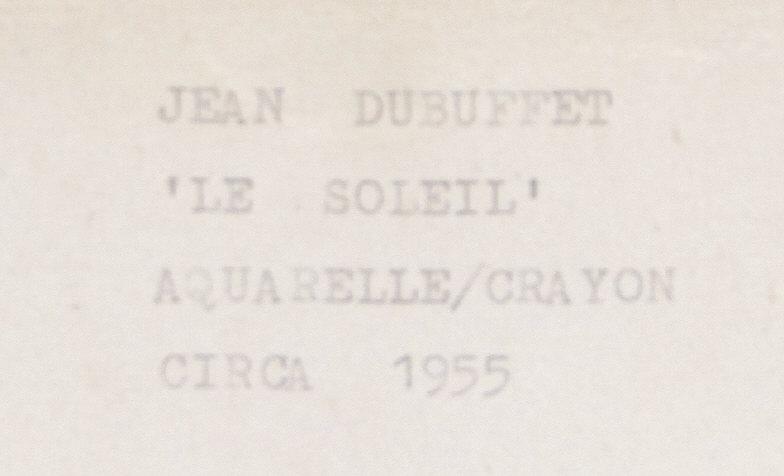 JEAN DUBUFFET
'LE SOLEIL'
AQUARELLE/CRAYON
CIRCA 1955